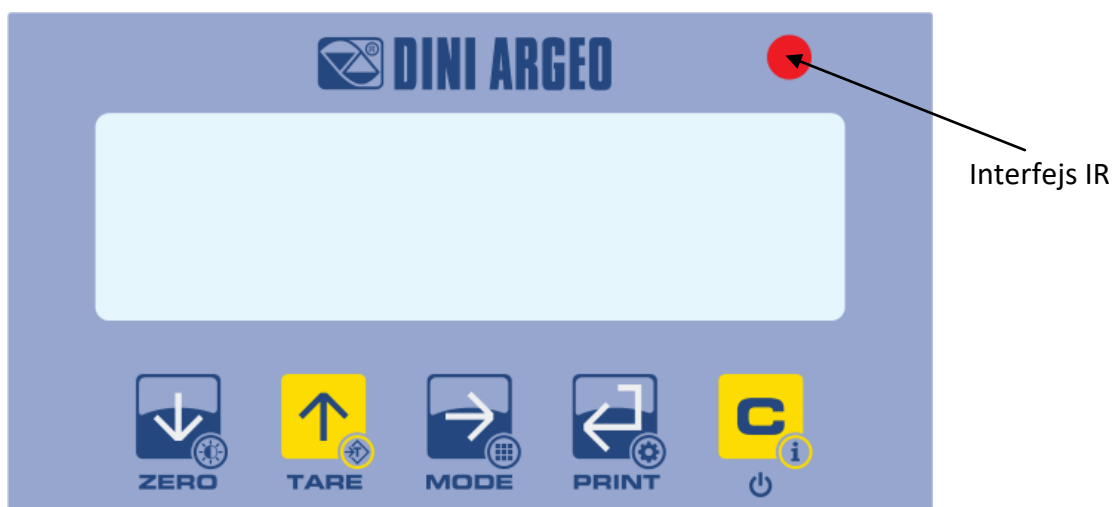 DINI ARGEO
Interfejs IR
C
ZERO
TARE
MODE
PRINT